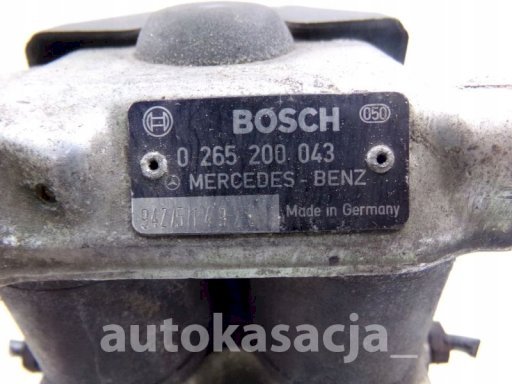 BOSCH 050
0 265 200 043
MERCEDES-BENZ
Made in Germany
autokasacja_